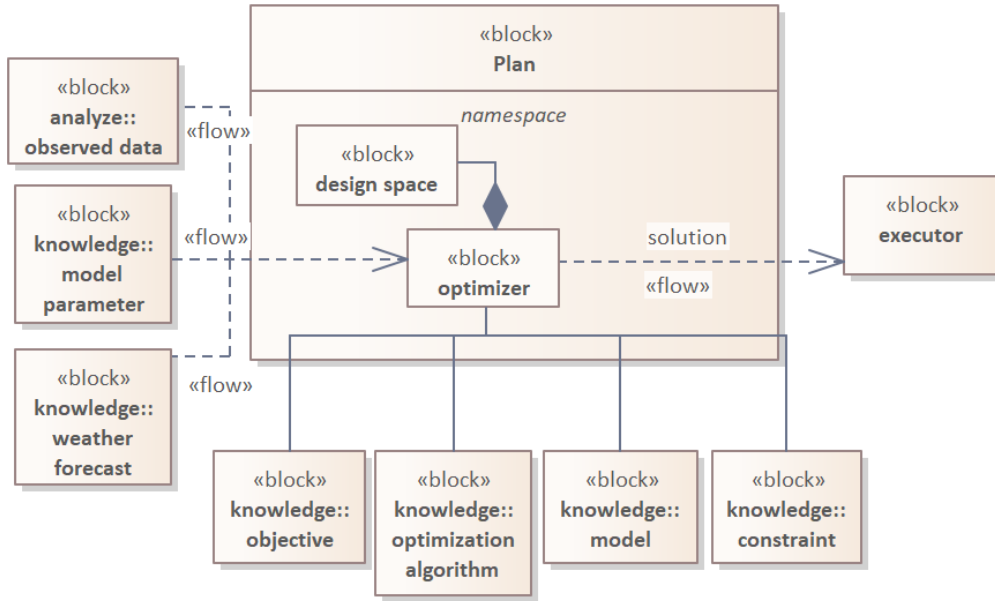 «block»
Plan
namespace
«block»
analyze::
observed data
«flow»
«block»
design space
«block»
knowledge::
model
parameter
«flow»
«block»
optimizer
solution
«flow»
«block»
executor
«block»
knowledge::
weather
forecast
«flow»
«block»
knowledge::
objective
«block»
knowledge::
optimization
algorithm
«block»
knowledge::
model
«block»
knowledge::
constraint